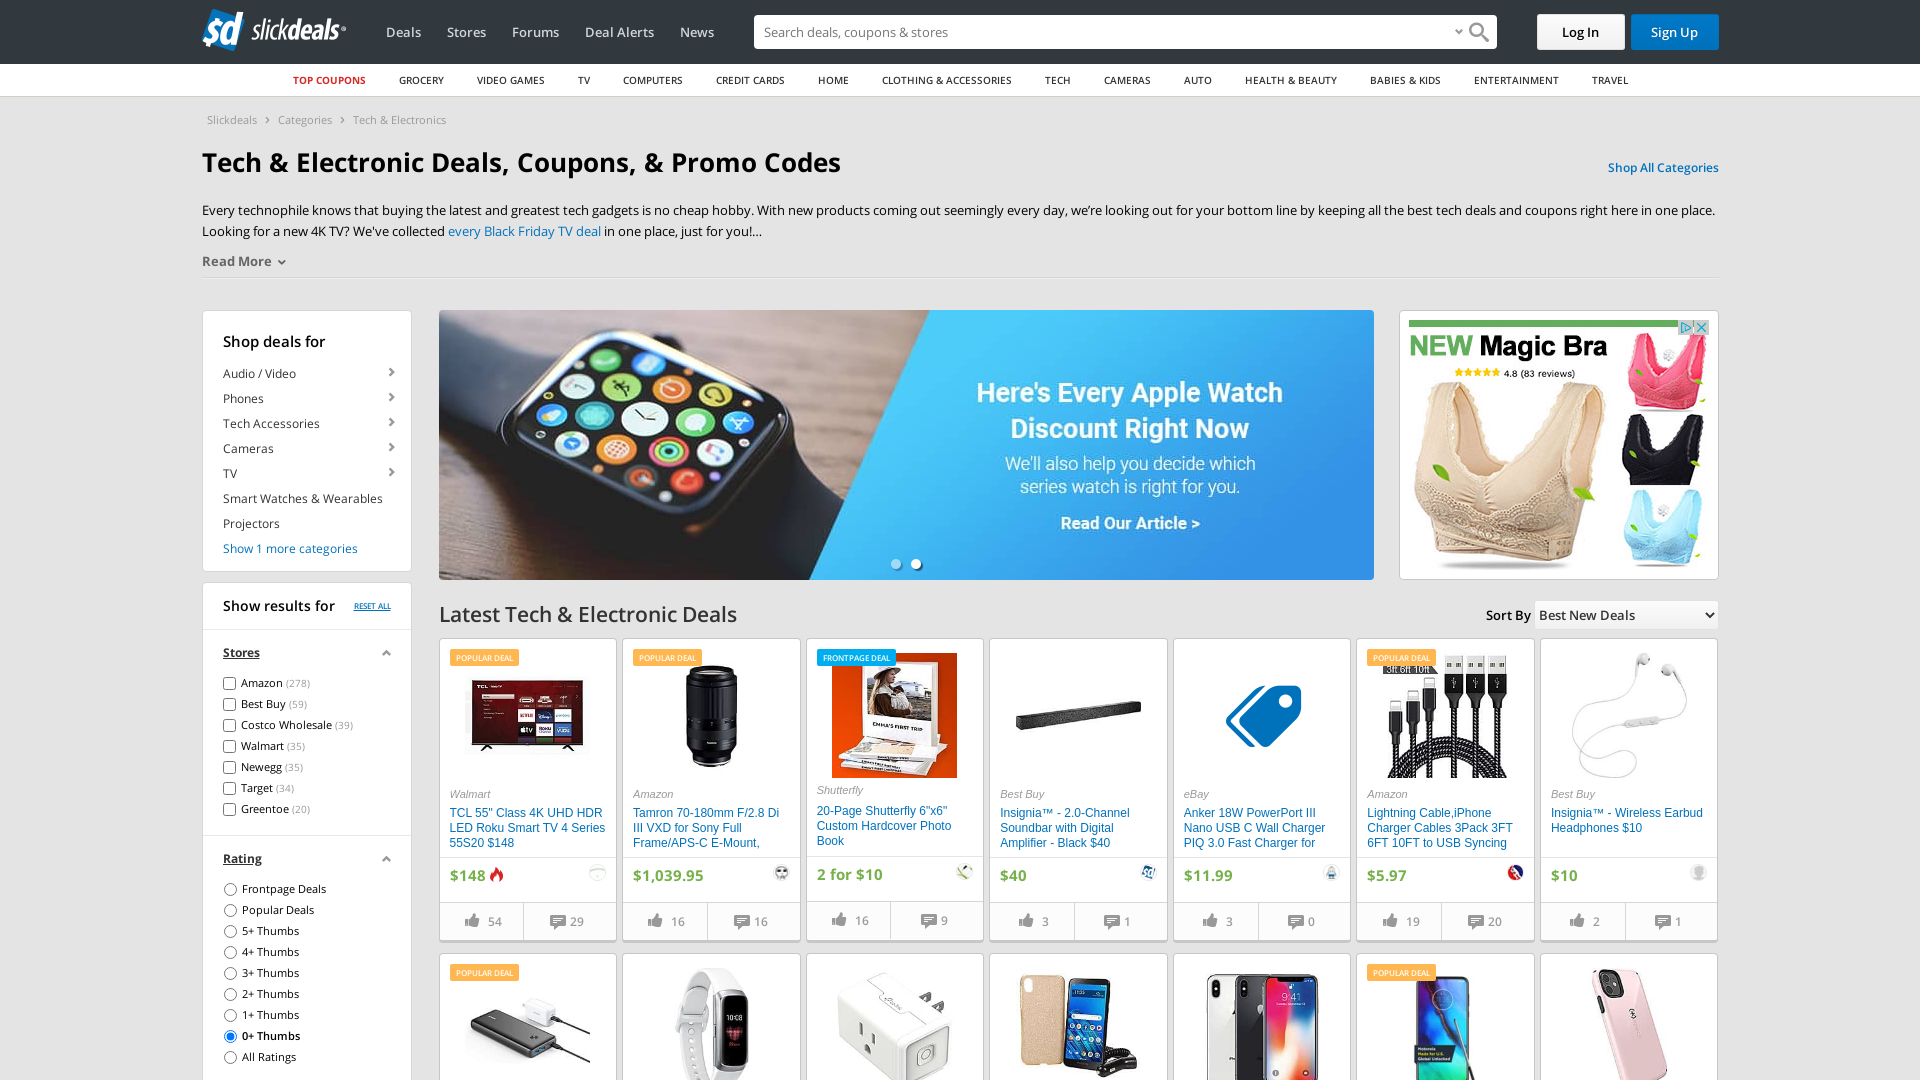 sd slickdeals
Deals
Stores
Forums
Deal Alerts
News
Search deals, coupons & stores
Log In
Sign Up
TOP COUPONS
GROCERY
VIDEO GAMES
TV
COMPUTERS
CREDIT CARDS
HOME
CLOTHING & ACCESSORIES
TECH
CAMERAS
AUTO
HEALTH & BEAUTY
BABIES & KIDS
ENTERTAINMENT
TRAVEL
Slickdeals > Categories > Tech & Electronics
Tech & Electronic Deals, Coupons, & Promo Codes
Shop All Categories
Every technophile knows that buying the latest and greatest tech gadgets is no cheap hobby. With new products coming out seemingly every day, we’re looking out for your bottom line by keeping all the best tech deals and coupons right here in one place.
Looking for a new 4K TV? We've collected every Black Friday TV deal in one place, just for you!...
Read More
Shop deals for
Audio / Video
Phones
Tech Accessories
Cameras
TV
Smart Watches & Wearables
Projectors
Show 1 more categories
Here's Every Apple Watch
Discount Right Now
We'll also help you decide which
series watch is right for you.
Read Our Article >
NEW Magic Bra
4.8 (83 reviews)
Show results for
RESET ALL
Stores
Amazon (278)
Best Buy (59)
Costco Wholesale (39)
Walmart (35)
Newegg (35)
Target (34)
Greentoe (20)
Rating
Frontpage Deals
Popular Deals
5+ Thumbs
4+ Thumbs
3+ Thumbs
2+ Thumbs
1+ Thumbs
0+ Thumbs
All Ratings
Latest Tech & Electronic Deals
Sort By Best New Deals
POPULAR DEAL
TCL
Walmart
TCL 55" Class 4K UHD HDR
LED Roku Smart TV 4 Series
55S20 $148
$148
54
29
POPULAR DEAL
Amazon
Tamron 70-180mm F/2.8 Di
III VXD for Sony Full
Frame/APS-C E-Mount,
$1,039.95
16
16
FRONTPAGE DEAL
EMMA'S FIRST TRIP
Shutterfly
20-Page Shutterfly 6"x6"
Custom Hardcover Photo
Book
2 for $10
16
9
Best Buy
Insignia™ - 2.0-Channel
Soundbar with Digital
Amplifier - Black $40
$40
3
1
eBay
Anker 18W PowerPort III
Nano USB C Wall Charger
PIQ 3.0 Fast Charger for
$11.99
3
0
POPULAR DEAL
3ft 6ft 10ft
Amazon
Lightning Cable,iPhone
Charger Cables 3Pack 3FT
6FT 10FT to USB Syncing
$5.97
19
20
Best Buy
Insignia™ - Wireless Earbud
Headphones $10
$10
2
1
POPULAR DEAL
10:08
11:35
9:41
POPULAR DEAL